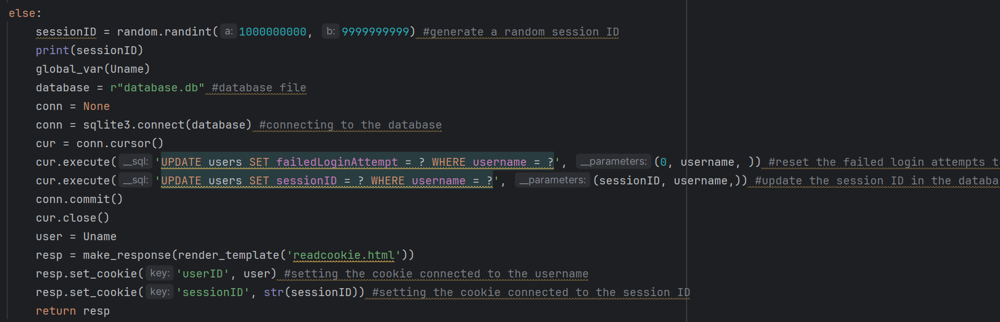 else:
sessionID = random.randint( a: 1000000000, b: 9999999999) #generate a random session ID
print(sessionID)
global_var(Uname)
database = r"database.db" #database file
conn = None
conn = sqlite3.connect(database) #connecting to the database
cur = conn.cursor()
cur.execute( __sql: 'UPDATE users SET failedLoginAttempt = ? WHERE username = ?', __parameters: (0, username, )) #reset the failed login attempts t
cur.execute( __sql: 'UPDATE users SET sessionID = ? WHERE username = ?', __parameters: (sessionID, username,)) #update the session ID in the databa
conn.commit()
cur.close()
user = Uname
resp = make_response(render_template('readcookie.html'))
resp.set_cookie( key: 'userID', user) #setting the cookie connected to the username
resp.set_cookie( key: 'sessionID', str(sessionID)) #setting the cookie connected to the session ID
return resp